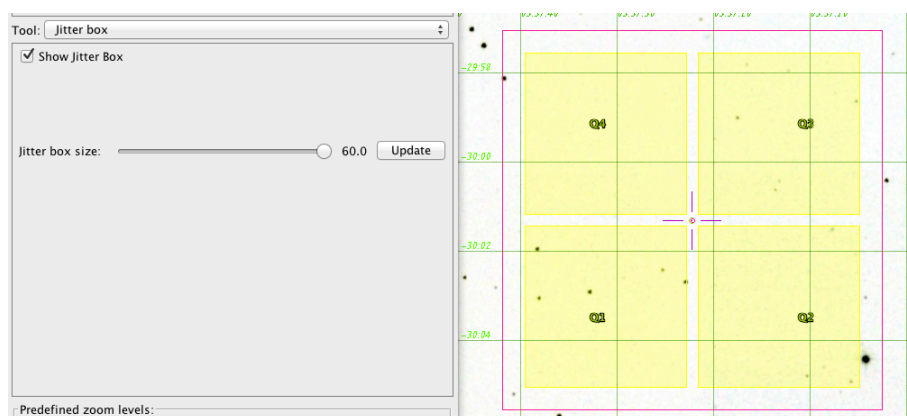 Tool: Jitter box
Show Jitter Box
Jitter box size: 60.0 Update
Predefined zoom levels:
-29:58
Q4 Q3
-30:00
-30:02
Q1 Q2
-30:04